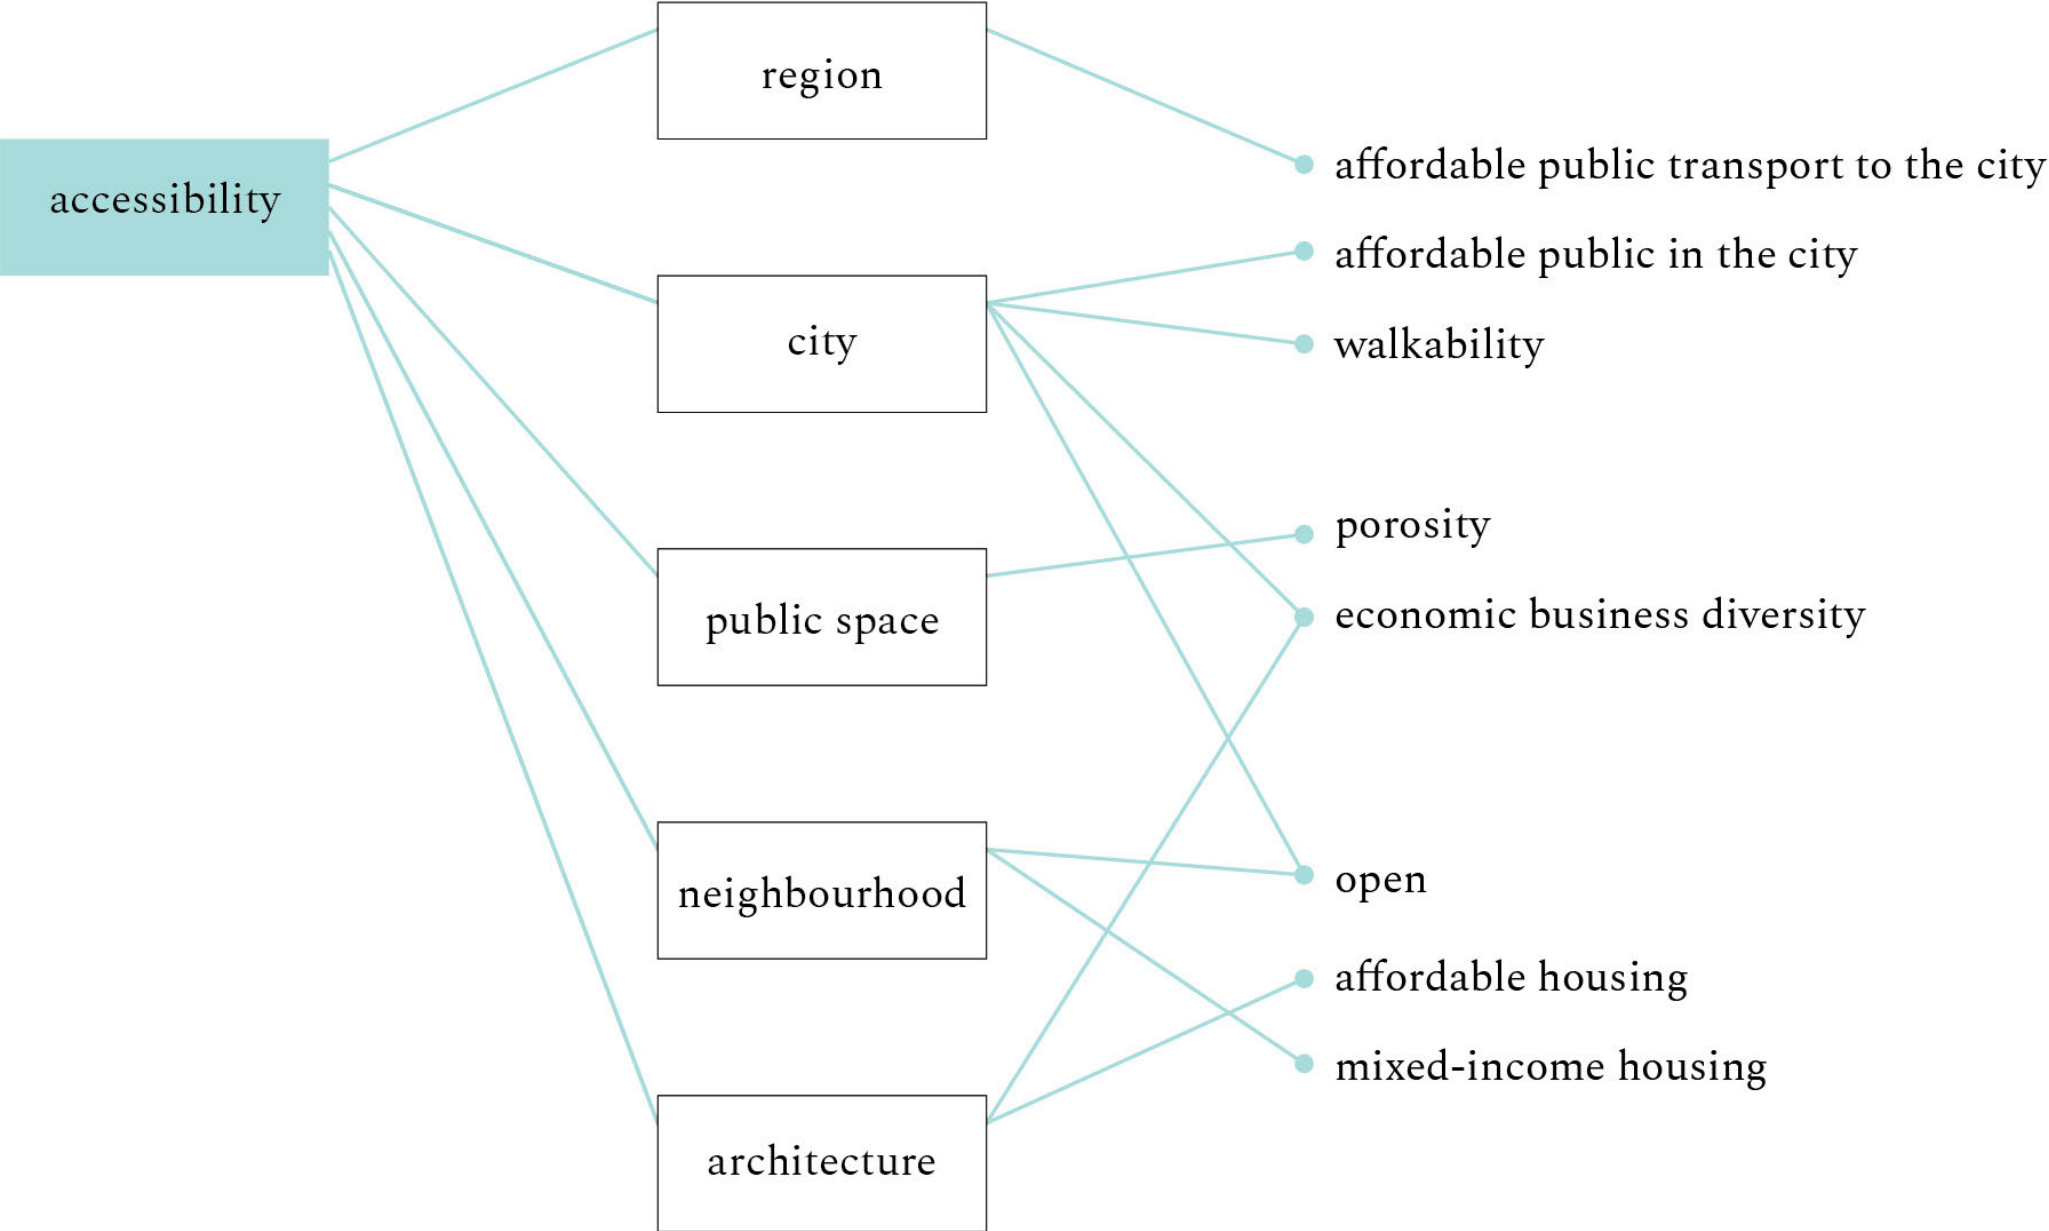 region
accessibility
affordable public transport to the city
affordable public in the city
city
walkability
porosity
public space
economic business diversity
neighbourhood
open
affordable housing
mixed-income housing
architecture